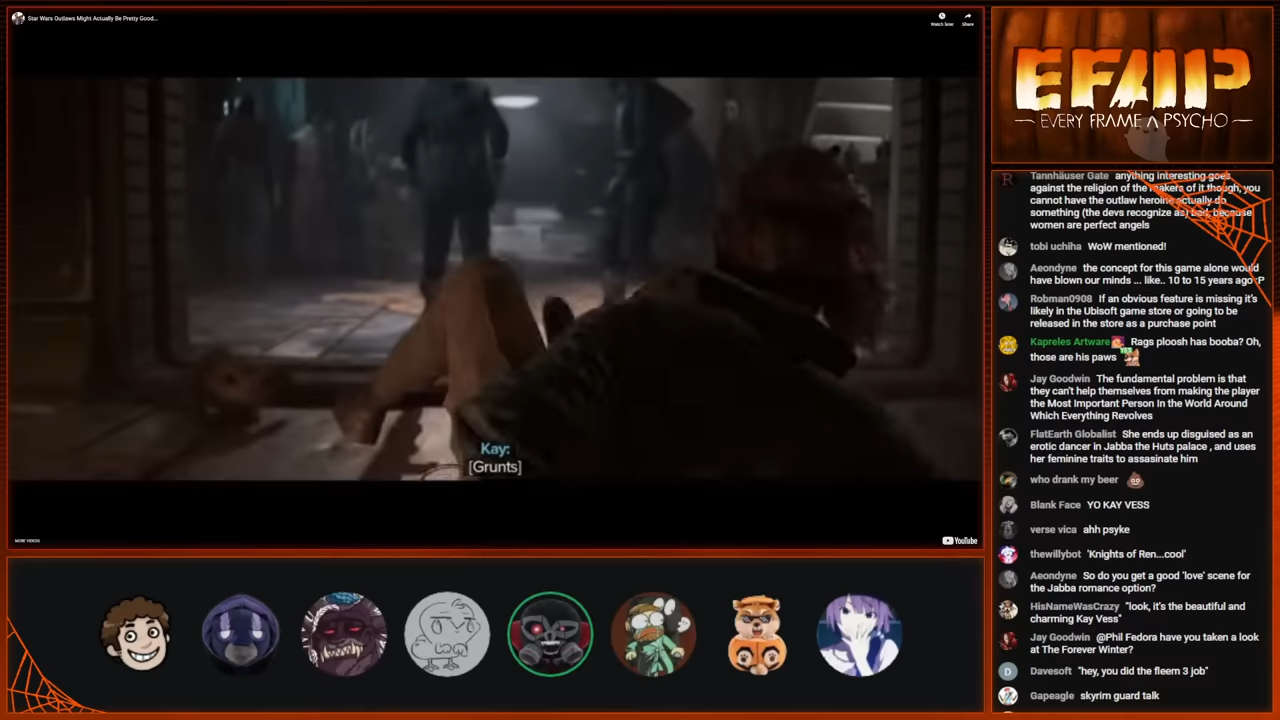 Star Wars Outlaws Might Actually Be Pretty Good...
Watch later
Share
Kay:
[Grunts]
MORE VIDEOS
YouTube
EFAP
EVERY FRAME A PSYCHO
Tannhäuser Gate anything interesting goes
against the religion of the makers of it though, you
cannot have the outlaw heroine actually do
something (the devs recognize as) bad, because
women are perfect angels
tobi uchiha WoW mentioned!
Aeondyne the concept for this game alone would
have blown our minds ... like.. 10 to 15 years ago :P
Robman0908 If an obvious feature is missing it's
likely in the Ubisoft game store or going to be
released in the store as a purchase point
Kapreles Artware Rags ploosh has booba? Oh,
those are his paws YES
Jay Goodwin The fundamental problem is that
they can't help themselves from making the player
the Most Important Person In the World Around
Which Everything Revolves
FlatEarth Globalist She ends up disguised as an
erotic dancer in Jabba the Huts palace , and uses
her feminine traits to assasinate him
who drank my beer
Blank Face YO KAY VESS
verse vica ahh psyke
thewillybot 'Knights of Ren...cool'
Aeondyne So do you get a good 'love' scene for
the Jabba romance option?
HisNameWasCrazy "look, it's the beautiful and
charming Kay Vess"
Jay Goodwin @Phil Fedora have you taken a look
at The Forever Winter?
D
Davesoft "hey, you did the fleem 3 job"
Gapeagle skyrim guard talk